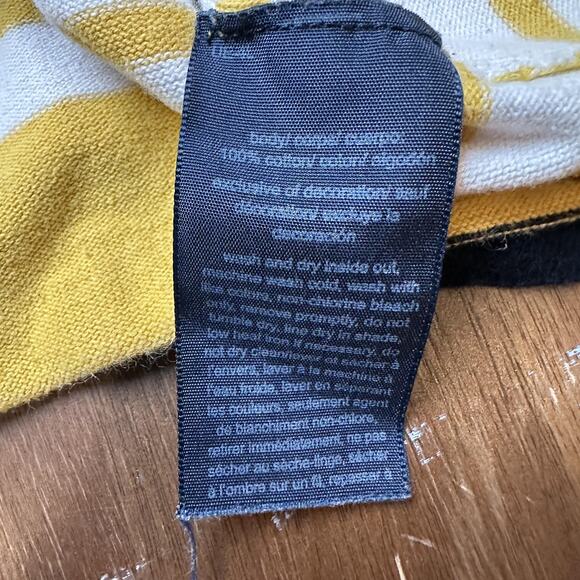 body/ corps/ cuerpo:
100% cotton/ coton/ algodón
exclusive of decoration/ sauf
decoration/ excluye la
decoración
wash and dry inside out,
machine wash cold, wash with
like colors, non-chlorine bleach
only, remove promptly, do not
tumble dry, line dry in shade,
low heat iron if necessary, do
not dry clean/laver et sécher à
l'envers, laver à la machine à
l'eau froide, laver en séparant
les couleurs, seulement agent
de blanchiment non-chlore,
retirer immédiatement, ne pas
sécher au sèche-linge, sécher
à l'ombre sur un fil, repasser à